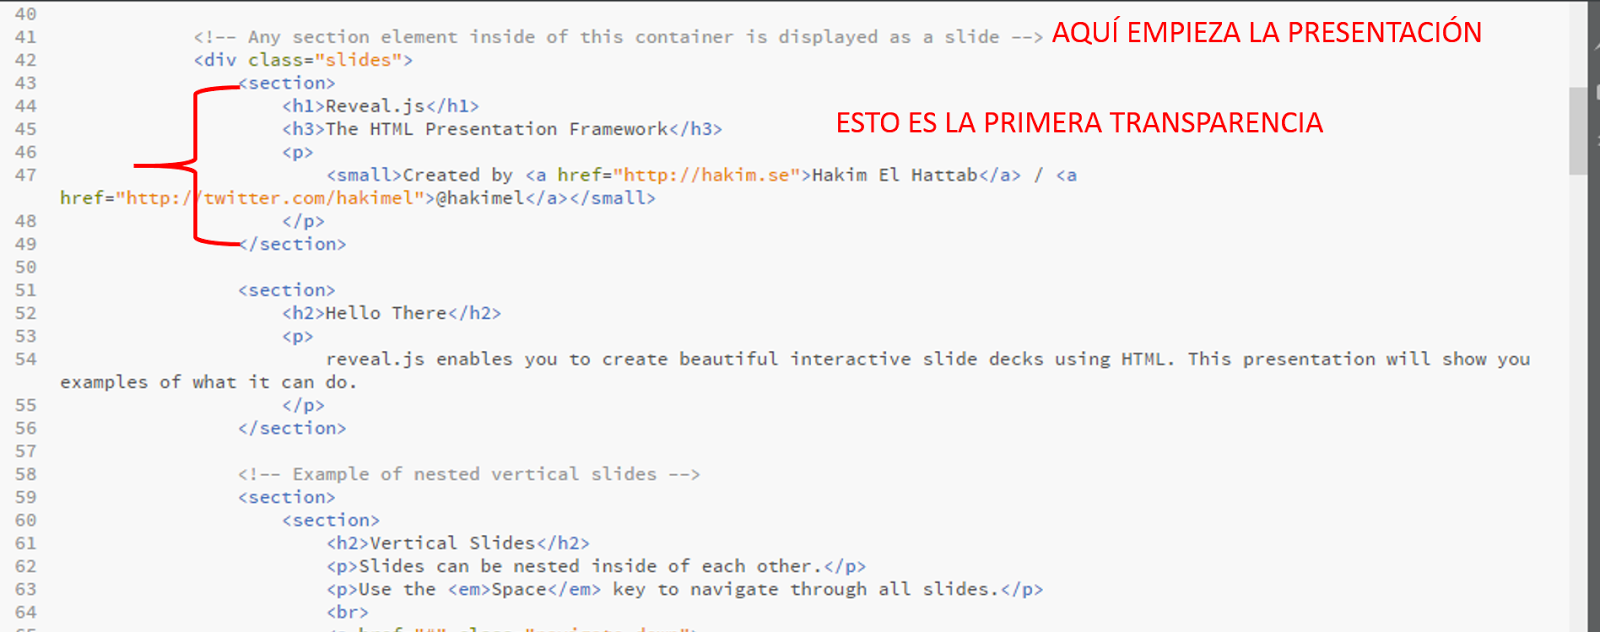 40
41 <!-- Any section element inside of this container is displayed as a slide --> AQUÍ EMPIEZA LA PRESENTACIÓN
42 <div class="slides">
43 <section>
44 <h1>Reveal.js</h1>
ESTO ES LA PRIMERA TRANSPARENCIA
45 <h3>The HTML Presentation Framework</h3>
46 <p>
47 <small>Created by <a href="http://hakim.se">Hakim El Hattab</a> / <a
href="http://twitter.com/hakimel">@hakimel</a></small>
48 </p>
49 </section>
50
51 <section>
52 <h2>Hello There</h2>
53 <p>
54 reveal.js enables you to create beautiful interactive slide decks using HTML. This presentation will show you
examples of what it can do.
55 </p>
56 </section>
57
58 <!-- Example of nested vertical slides -->
59 <section>
60 <section>
61 <h2>Vertical Slides</h2>
62 <p>Slides can be nested inside of each other.</p>
63 <p>Use the <em>Space</em> key to navigate through all slides.</p>
64 <br>